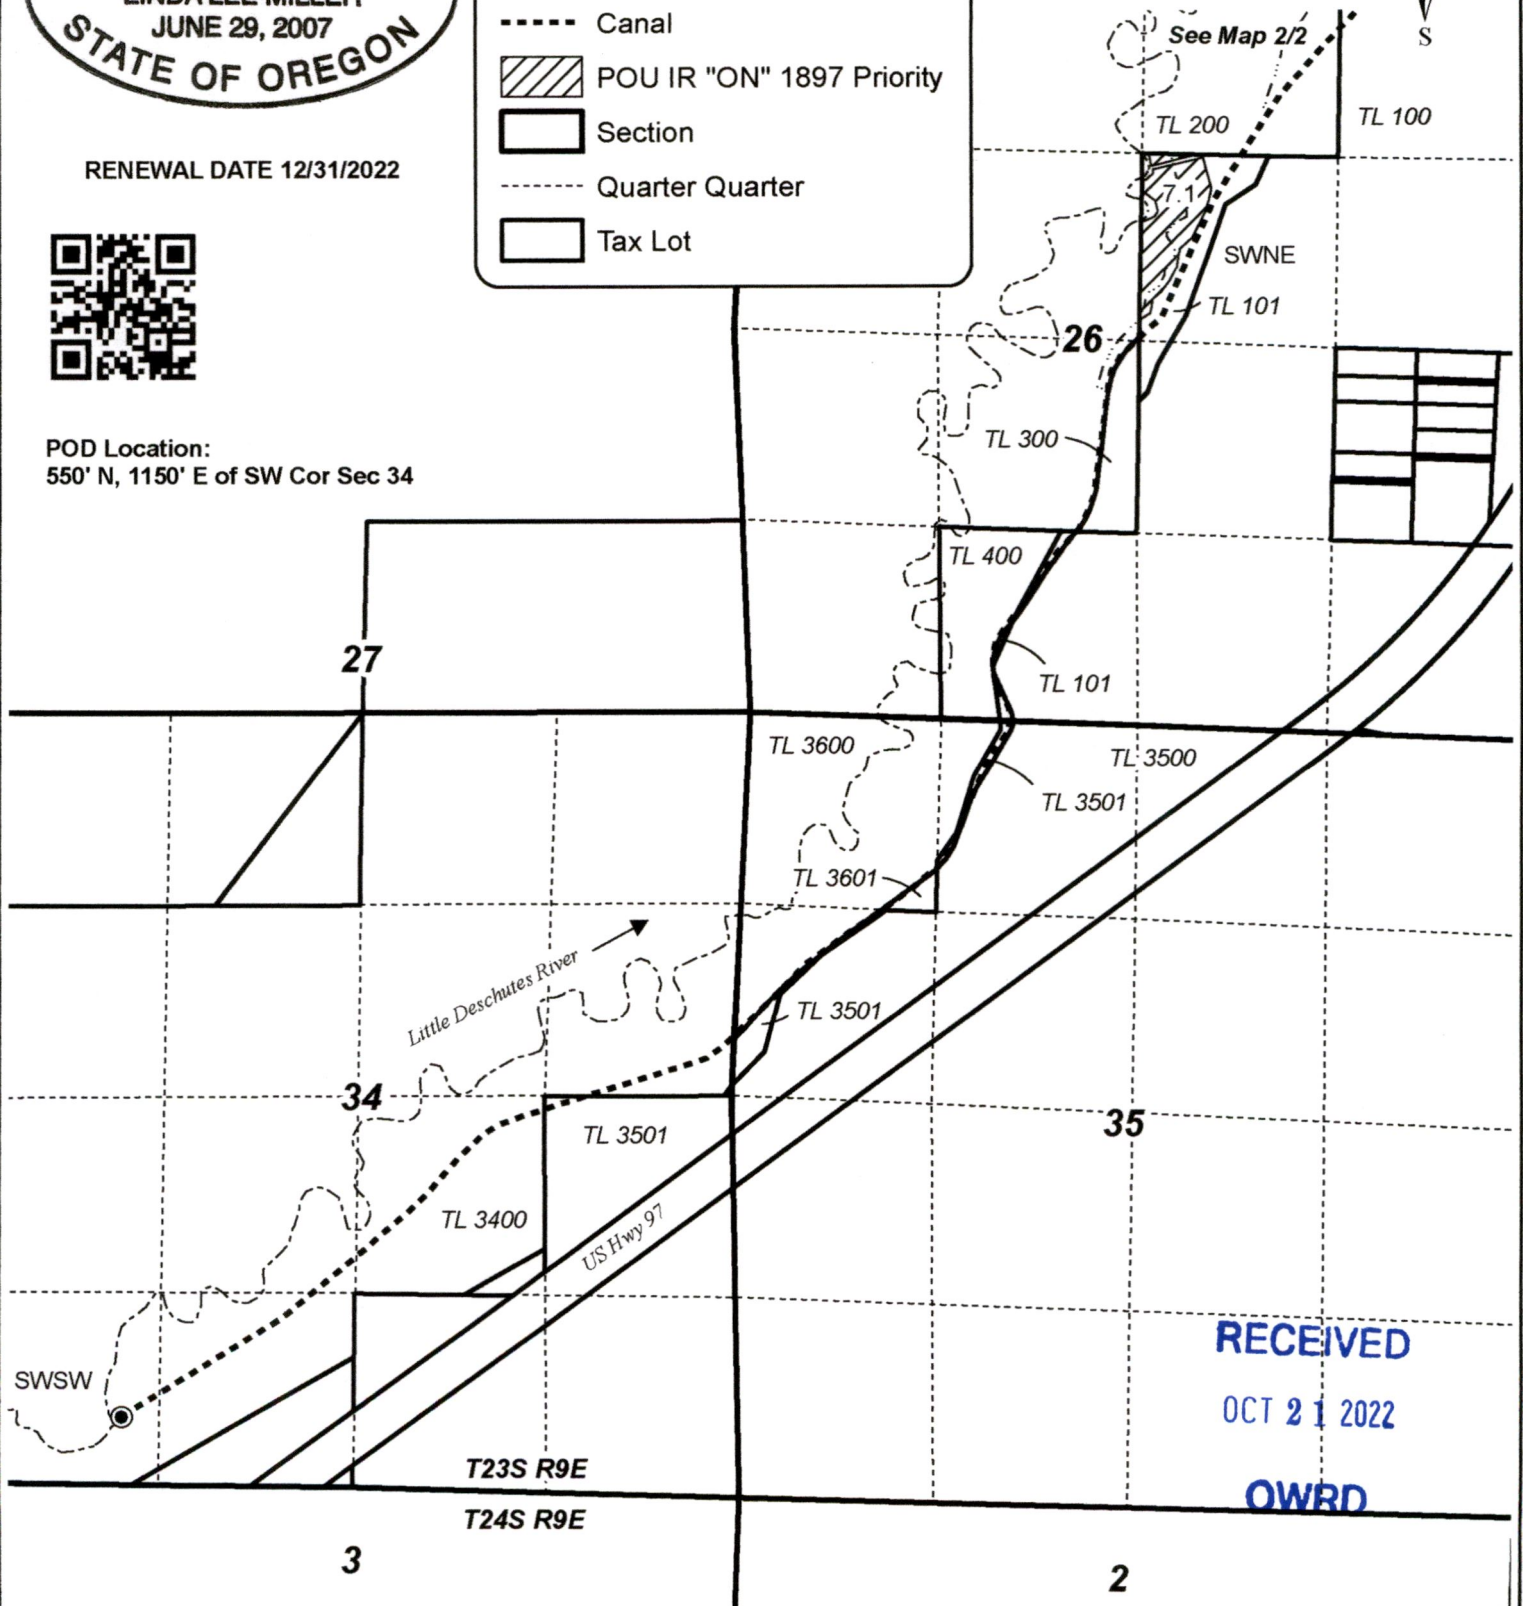 LINDA LEE MILLER
JUNE 29, 2007
STATE OF OREGON
RENEWAL DATE 12/31/2022
POD Location:
550' N, 1150' E of SW Cor Sec 34
Canal
POU IR "ON" 1897 Priority
Section
Quarter Quarter
Tax Lot
See Map 2/2
S
TL 200
TL 100
7.1
SWNE
TL 101
26
TL 300
TL 400
27
TL 101
TL 3600
TL 3500
TL 3501
TL 3601
Little Deschutes River
TL 3501
34
35
TL 3501
TL 3400
US Hwy 97
SWSW
RECEIVED
OCT 21 2022
OWRD
T23S R9E
T24S R9E
3
2